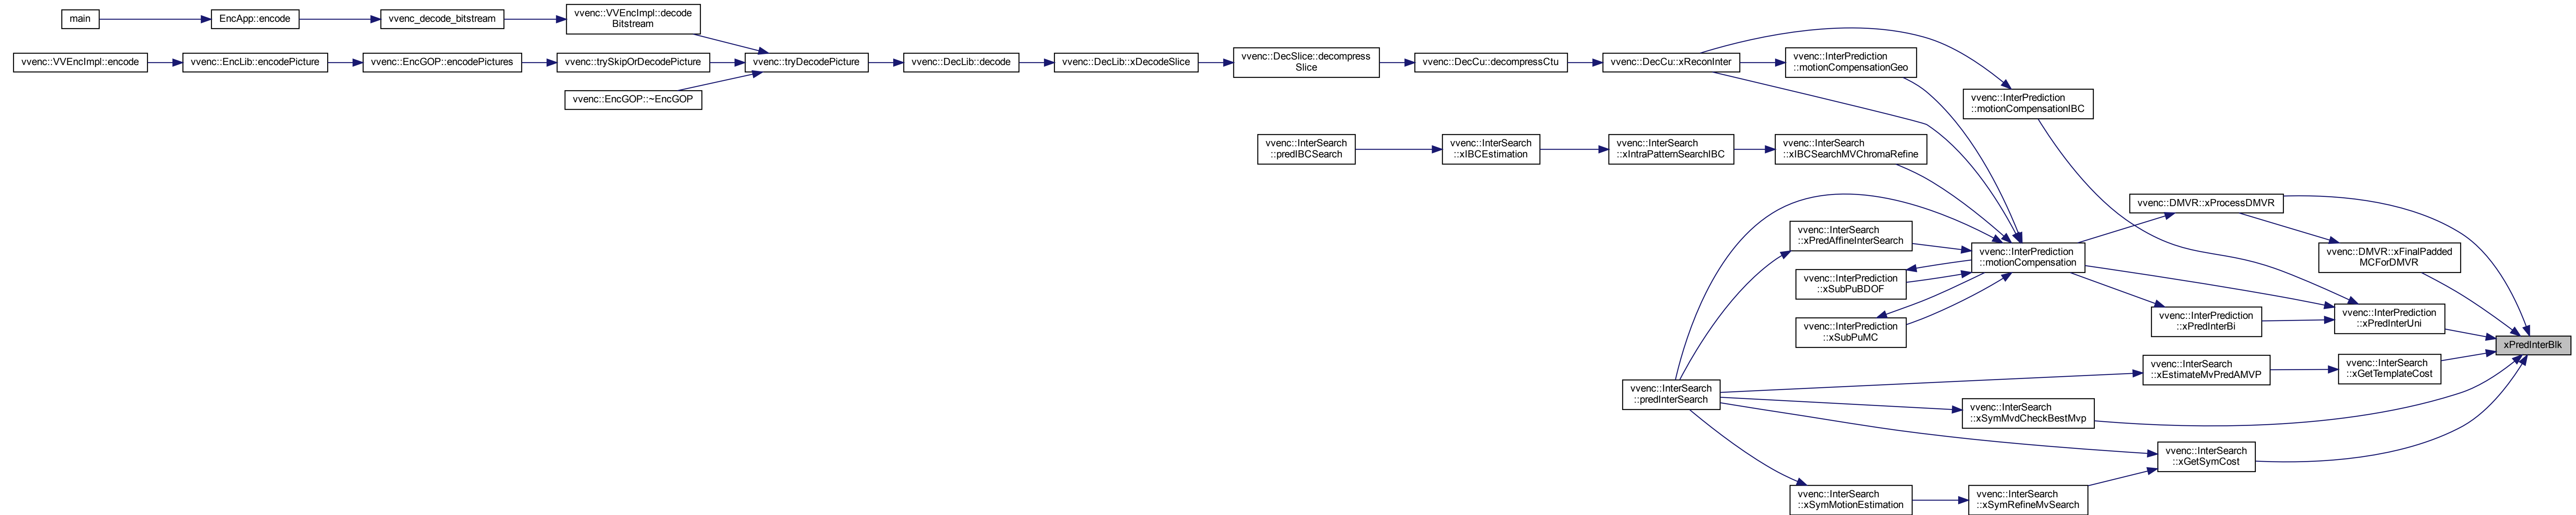 main
EncApp::encode
vvenc_decode_bitstream
vvenc::VVEncImpl::decode
Bitstream
vvenc::VVEncImpl::encode
vvenc::EncLib::encodePicture
vvenc::EncGOP::encodePictures
vvenc::trySkipOrDecodePicture
vvenc::tryDecodePicture
vvenc::DecLib::decode
vvenc::DecLib::xDecodeSlice
vvenc::DecSlice::decompress
Slice
vvenc::DecCu::decompressCtu
vvenc::DecCu::xReconInter
vvenc::InterPrediction
::motionCompensationGeo
vvenc::EncGOP::~EncGOP
vvenc::InterPrediction
::motionCompensationIBC
vvenc::InterSearch
::predIBCSearch
vvenc::InterSearch
::xIBCEstimation
vvenc::InterSearch
::xIntraPatternSearchIBC
vvenc::InterSearch
::xIBCSearchMVChromaRefine
vvenc::DMVR::xProcessDMVR
vvenc::InterSearch
::xPredAffineInterSearch
vvenc::InterPrediction
::motionCompensation
vvenc::DMVR::xFinalPadded
MCForDMVR
vvenc::InterPrediction
::xSubPuBDOF
vvenc::InterPrediction
::xSubPuMC
vvenc::InterPrediction
::xPredInterBi
vvenc::InterPrediction
::xPredInterUni
xPredInterBlk
vvenc::InterSearch
::predInterSearch
vvenc::InterSearch
::xEstimateMvPredAMVP
vvenc::InterSearch
::xGetTemplateCost
vvenc::InterSearch
::xSymMvdCheckBestMvp
vvenc::InterSearch
::xGetSymCost
vvenc::InterSearch
::xSymMotionEstimation
vvenc::InterSearch
::xSymRefineMvSearch